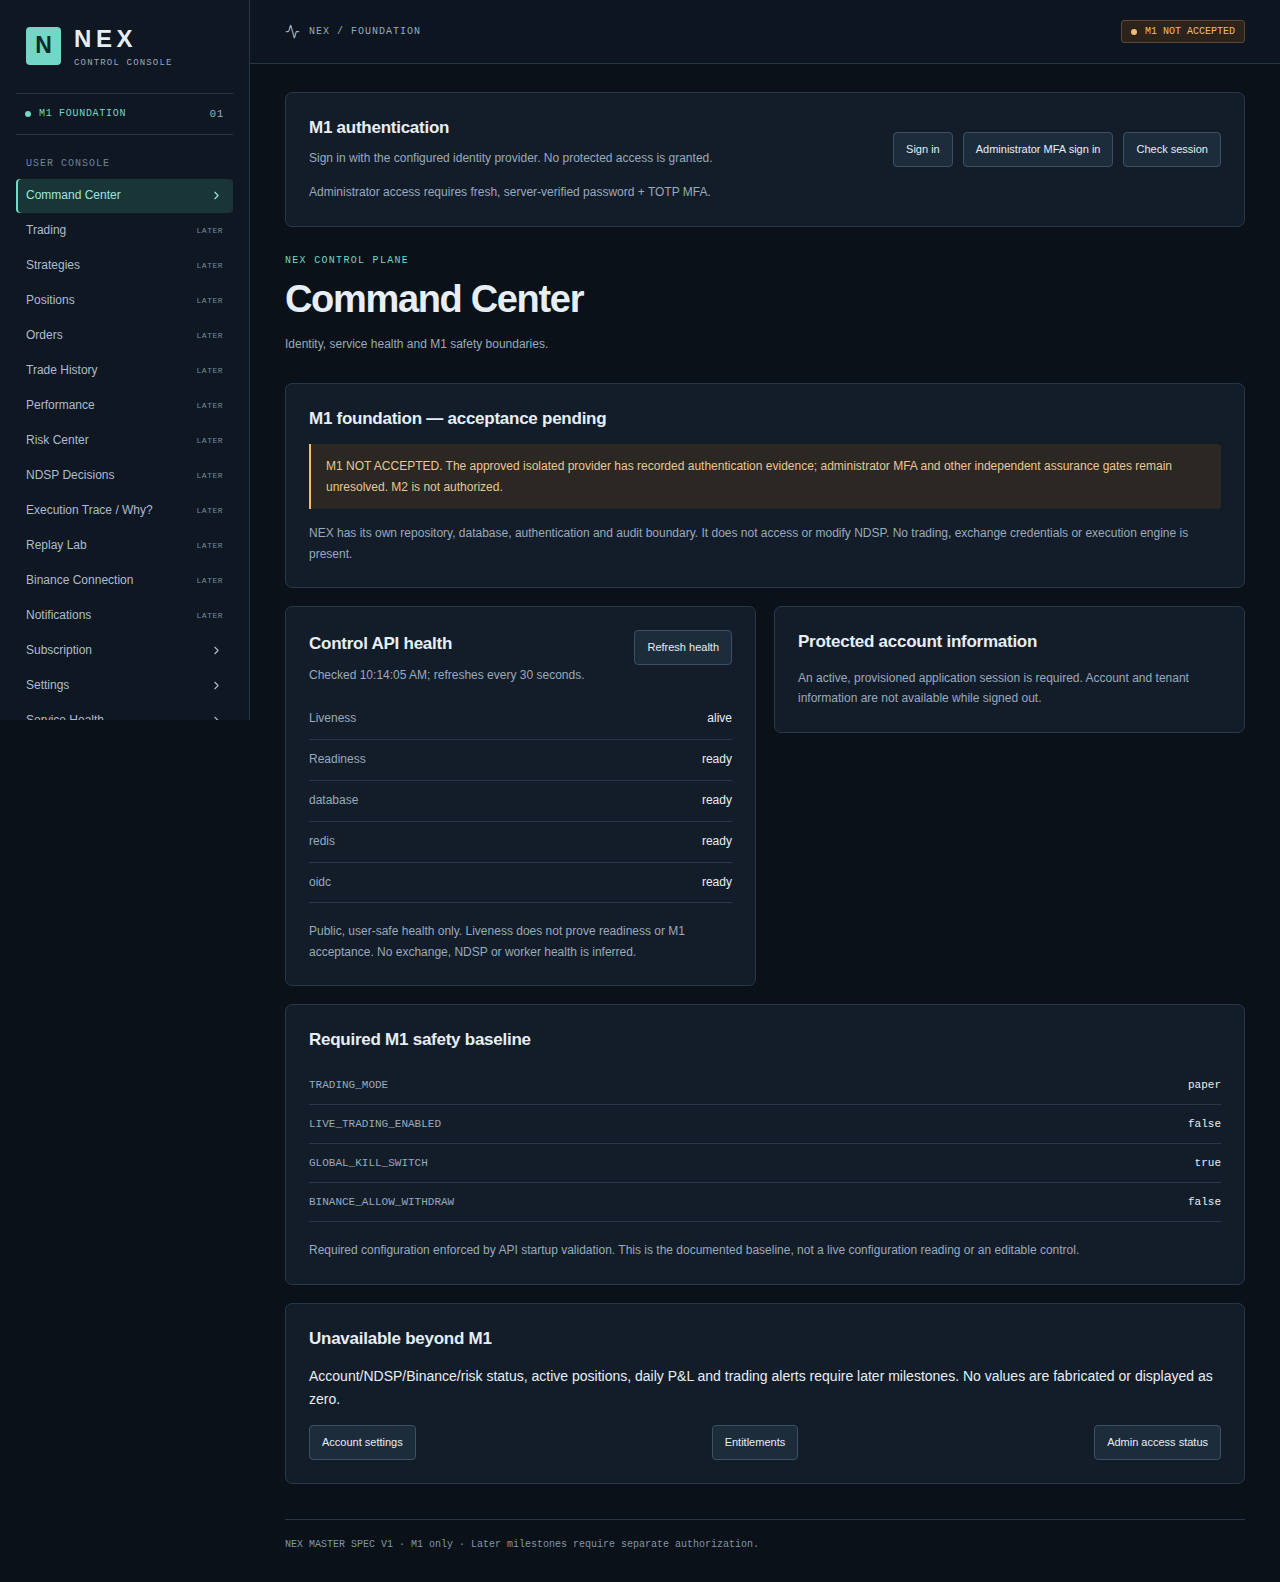 N
NEX
CONTROL CONSOLE
M1 FOUNDATION 01
USER CONSOLE
Command Center
Trading LATER
Strategies LATER
Positions LATER
Orders LATER
Trade History LATER
Performance LATER
Risk Center LATER
NDSP Decisions LATER
Execution Trace / Why? LATER
Replay Lab LATER
Binance Connection LATER
Notifications LATER
Subscription
Settings
Service Health
NEX / FOUNDATION
M1 NOT ACCEPTED
M1 authentication
Sign in with the configured identity provider. No protected access is granted.
Administrator access requires fresh, server-verified password + TOTP MFA.
Sign in
Administrator MFA sign in
Check session
NEX CONTROL PLANE
Command Center
Identity, service health and M1 safety boundaries.
M1 foundation — acceptance pending
M1 NOT ACCEPTED. The approved isolated provider has recorded authentication evidence; administrator MFA and other independent assurance gates remain
unresolved. M2 is not authorized.
NEX has its own repository, database, authentication and audit boundary. It does not access or modify NDSP. No trading, exchange credentials or execution engine is
present.
Control API health
Refresh health
Checked 10:14:05 AM; refreshes every 30 seconds.
Liveness alive
Readiness ready
database ready
redis ready
oidc ready
Public, user-safe health only. Liveness does not prove readiness or M1
acceptance. No exchange, NDSP or worker health is inferred.
Protected account information
An active, provisioned application session is required. Account and tenant
information are not available while signed out.
Required M1 safety baseline
TRADING_MODE paper
LIVE_TRADING_ENABLED false
GLOBAL_KILL_SWITCH true
BINANCE_ALLOW_WITHDRAW false
Required configuration enforced by API startup validation. This is the documented baseline, not a live configuration reading or an editable control.
Unavailable beyond M1
Account/NDSP/Binance/risk status, active positions, daily P&L and trading alerts require later milestones. No values are fabricated or displayed as
zero.
Account settings
Entitlements
Admin access status
NEX MASTER SPEC V1 · M1 only · Later milestones require separate authorization.